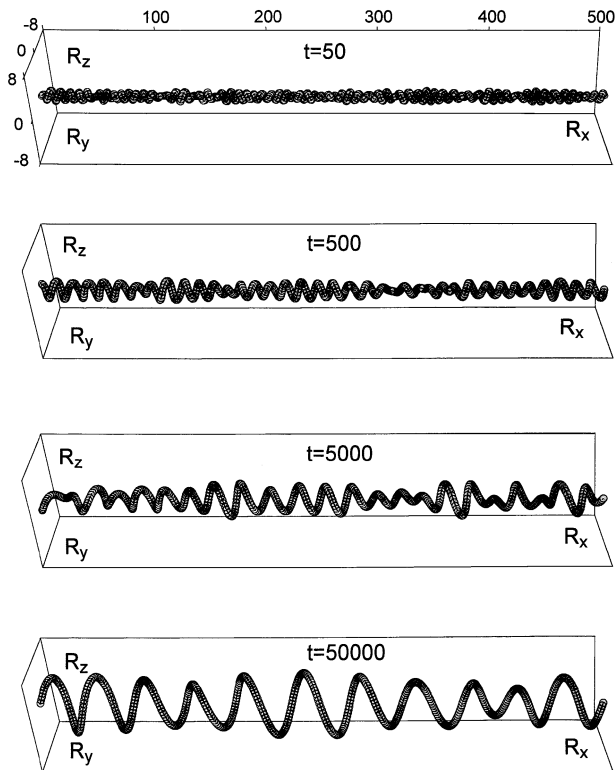 -8 100 200 300 400 500
0 R_z t=50
8
0 R_y R_x
-8
R_z t=500
R_y R_x
R_z t=5000
R_y R_x
R_z t=50000
R_y R_x